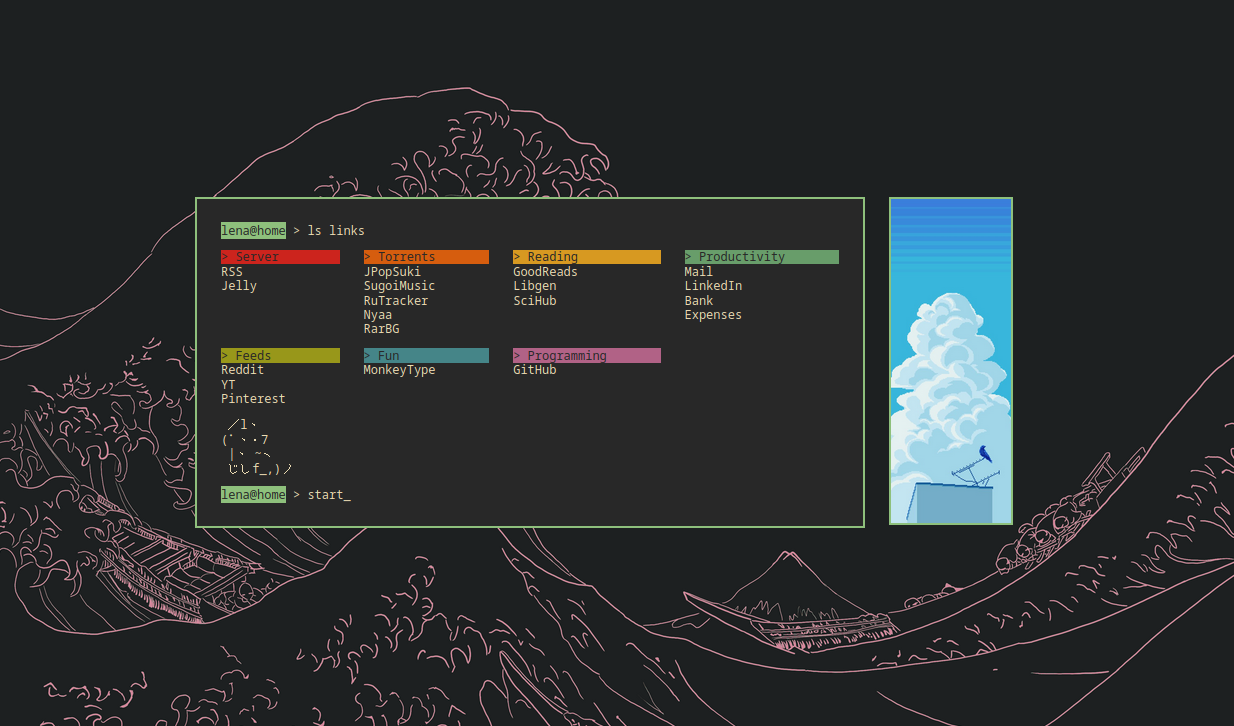 lena@home > ls links
> Server
RSS
Jelly
> Torrents
JPopSuki
SugoiMusic
RuTracker
Nyaa
RarBG
> Reading
GoodReads
Libgen
SciHub
> Productivity
Mail
LinkedIn
Bank
Expenses
> Feeds
Reddit
YT
Pinterest
> Fun
MonkeyType
> Programming
GitHub
／l、
(ﾟ､ ｡ 7
|、 ~ヽ
じしf_,)ノ
lena@home > start_